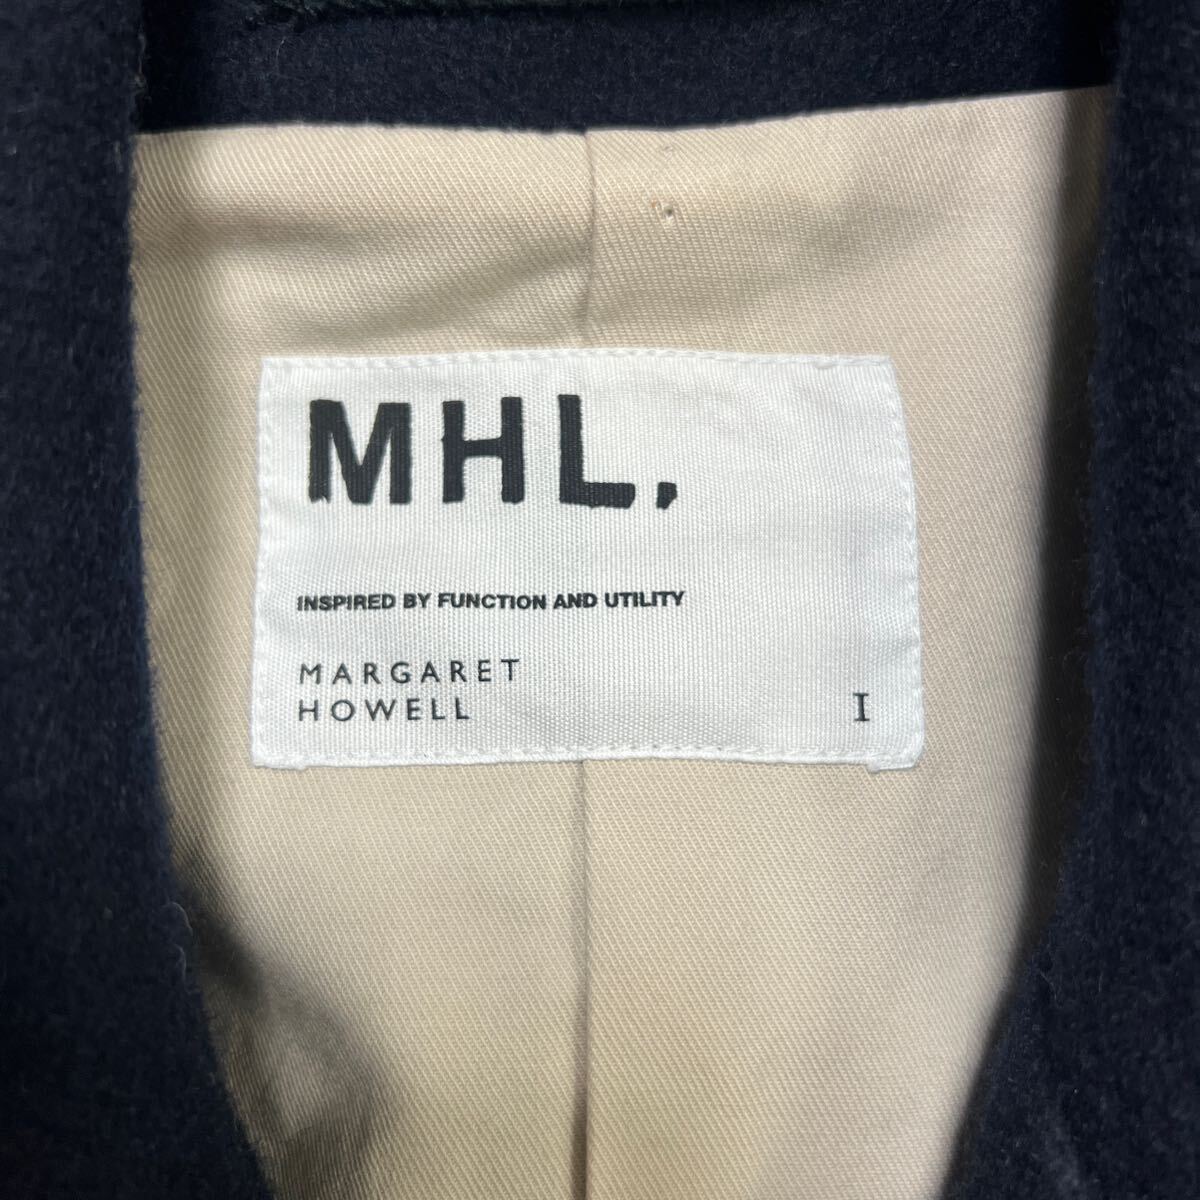 MHL,
INSPIRED BY FUNCTION AND UTILITY
MARGARET
HOWELL
I